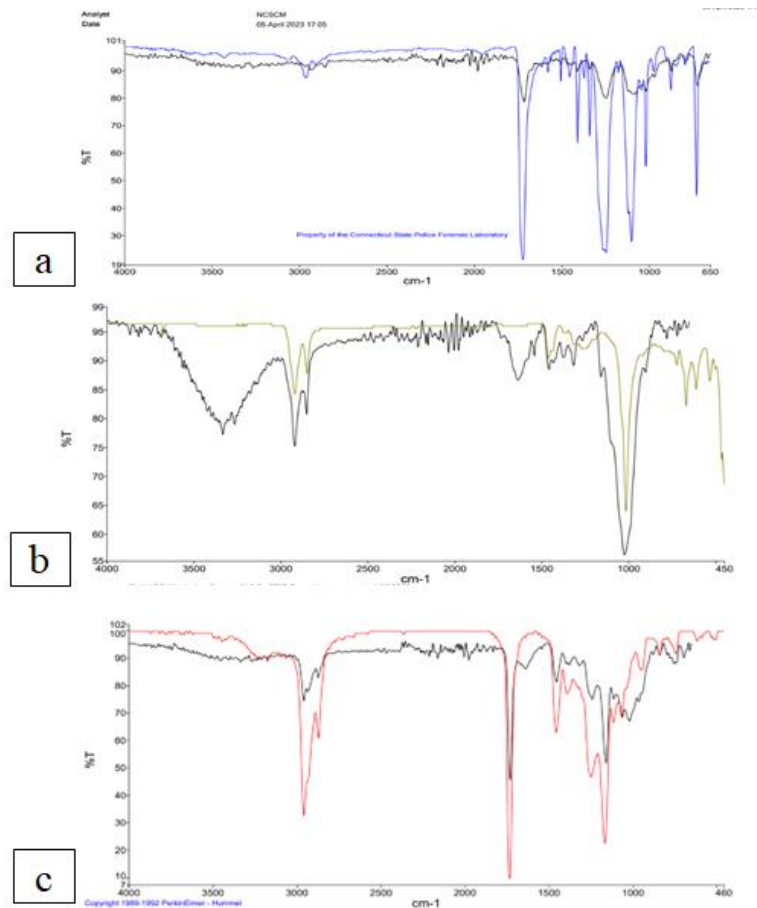 Analyst NCSCM
Date 05 April 2023 17:05
101
90
80
70
60
50
40
30
19
%T
Property of the Connecticut State Police Forensic Laboratory
4000 3500 3000 2500 2000 1500 1000 650
cm-1
a
99
95
90
85
80
75
70
65
60
55
%T
4000 3500 3000 2500 2000 1500 1000 450
cm-1
b
102
100
90
80
70
60
50
40
30
20
10
7
%T
4000 3500 3000 2500 2000 1500 1000 460
cm-1
Copyright 1989-1992 PerkinElmer - Hummel
c